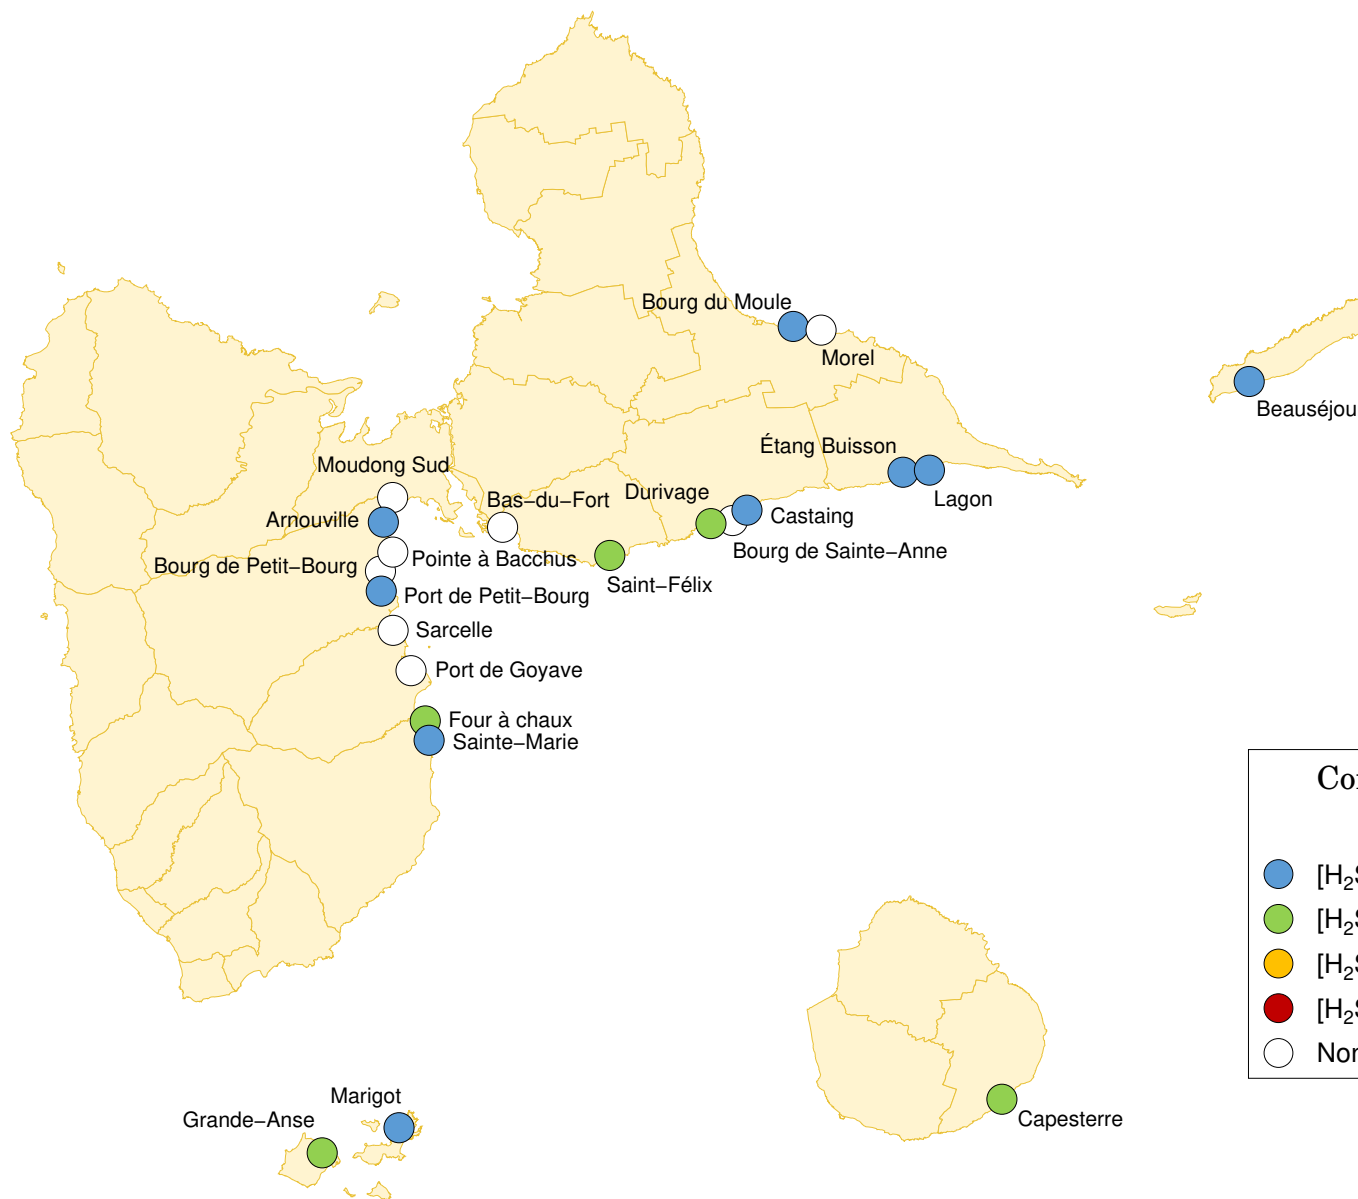 Bourg du Moule
Morel
Beauséjou
Étang Buisson
Lagon
Moudong Sud
Bas−du−Fort
Durivage
Castaing
Arnouville
Bourg de Sainte−Anne
Pointe à Bacchus
Bourg de Petit−Bourg
Saint−Félix
Port de Petit−Bourg
Sarcelle
Port de Goyave
Four à chaux
Sainte−Marie
Co
[H₂S
[H₂S
[H₂S
[H₂S
Non
Marigot
Grande−Anse
Capesterre